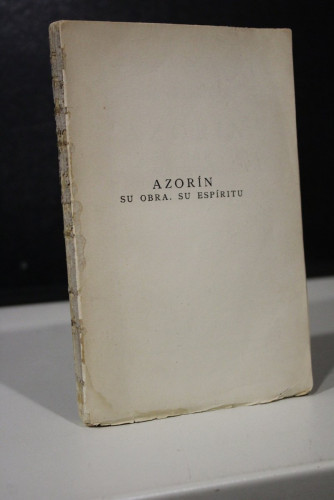 AZORÍN
SU OBRA. SU ESPÍRITU